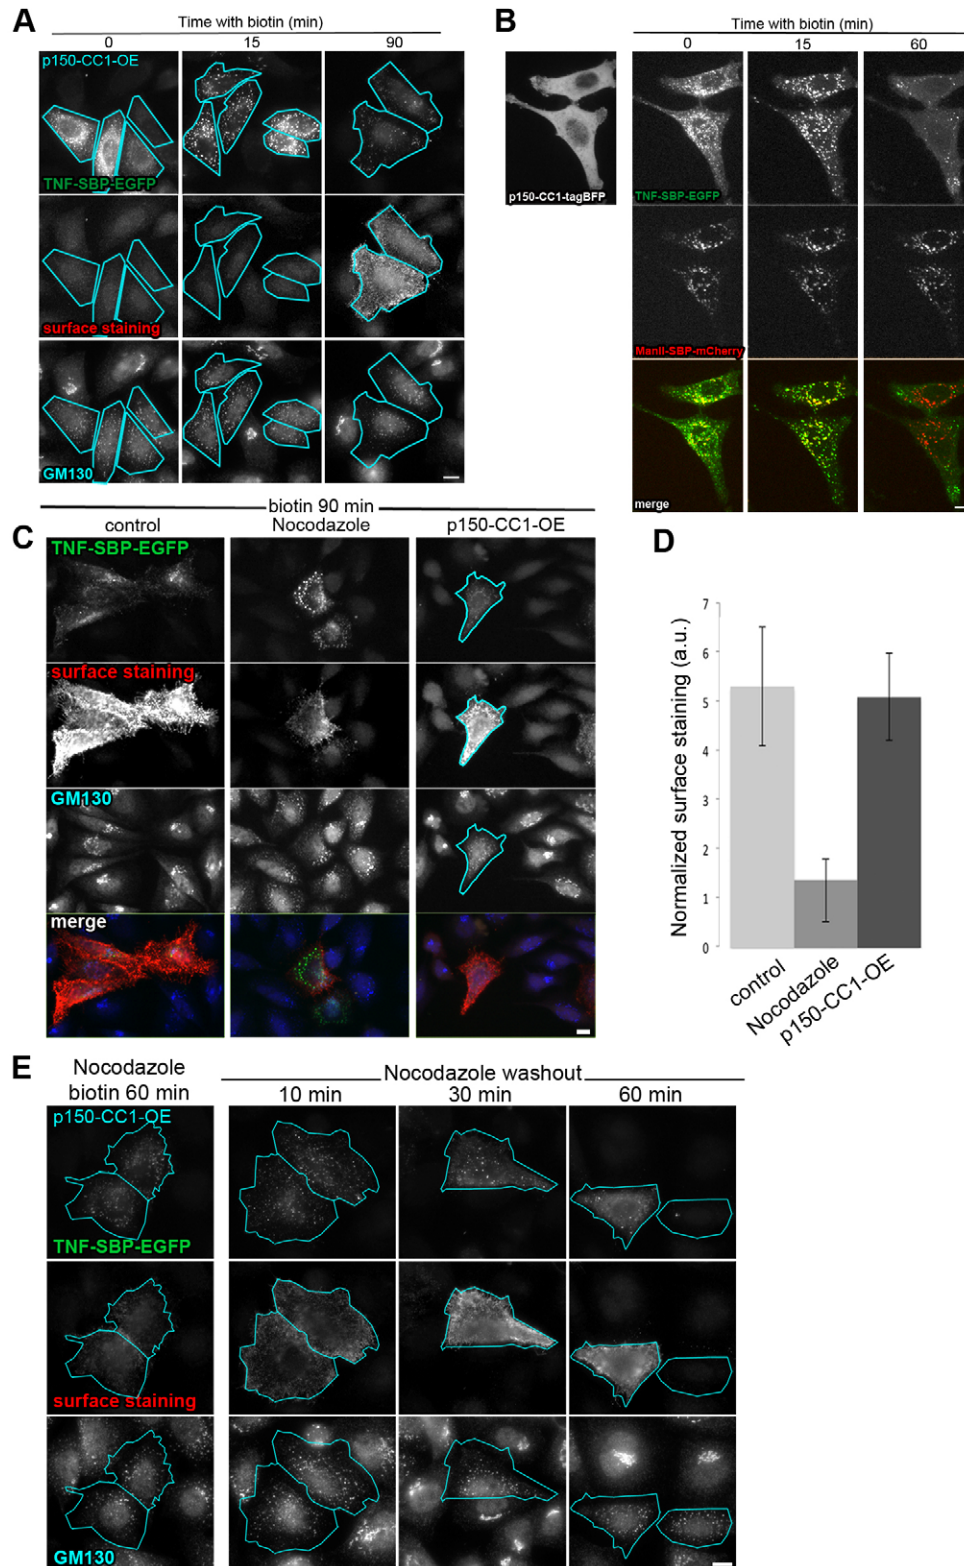 A
Time with biotin (min)
0 15 90
p150-CC1-OE
TNF-SBP-EGFP
surface staining
GM130
B
Time with biotin (min)
0 15 60
p150-CC1-tagBFP
TNF-SBP-EGFP
ManII-SBP-mCherry
merge
C
biotin 90 min
control Nocodazole p150-CC1-OE
TNF-SBP-EGFP
surface staining
GM130
merge
D
Normalized surface staining (a.u.)
7
6
5
4
3
2
1
0
control
Nocodazole
p150-CC1-OE
E
Nocodazole
biotin 60 min
Nocodazole washout
10 min 30 min 60 min
p150-CC1-OE
TNF-SBP-EGFP
surface staining
GM130